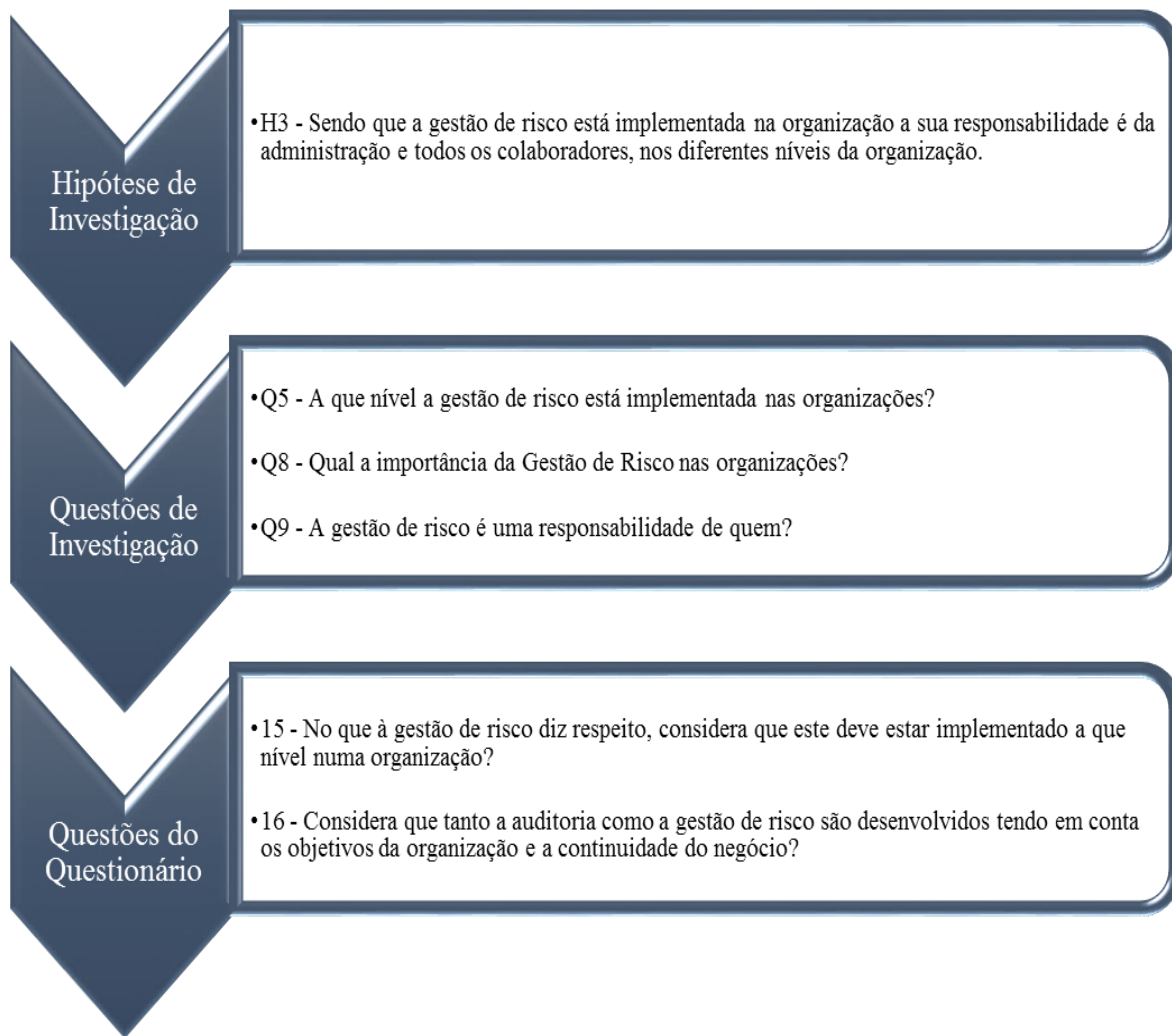 Hipótese de
Investigação
•H3 - Sendo que a gestão de risco está implementada na organização a sua responsabilidade é da
administração e todos os colaboradores, nos diferentes níveis da organização.
Questões de
Investigação
•Q5 - A que nível a gestão de risco está implementada nas organizações?
•Q8 - Qual a importância da Gestão de Risco nas organizações?
•Q9 - A gestão de risco é uma responsabilidade de quem?
Questões do
Questionário
•15 - No que à gestão de risco diz respeito, considera que este deve estar implementado a que
nível numa organização?
•16 - Considera que tanto a auditoria como a gestão de risco são desenvolvidos tendo em conta
os objetivos da organização e a continuidade do negócio?